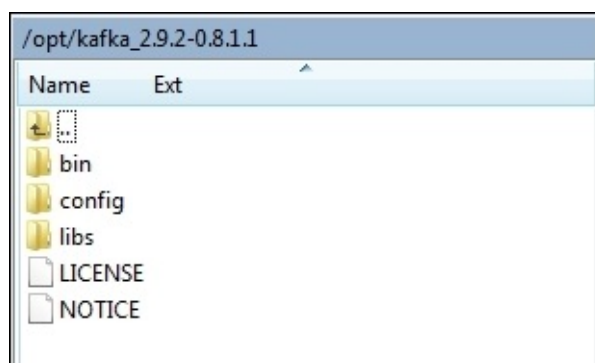 /opt/kafka_2.9.2-0.8.1.1
Name Ext
..
bin
config
libs
LICENSE
NOTICE